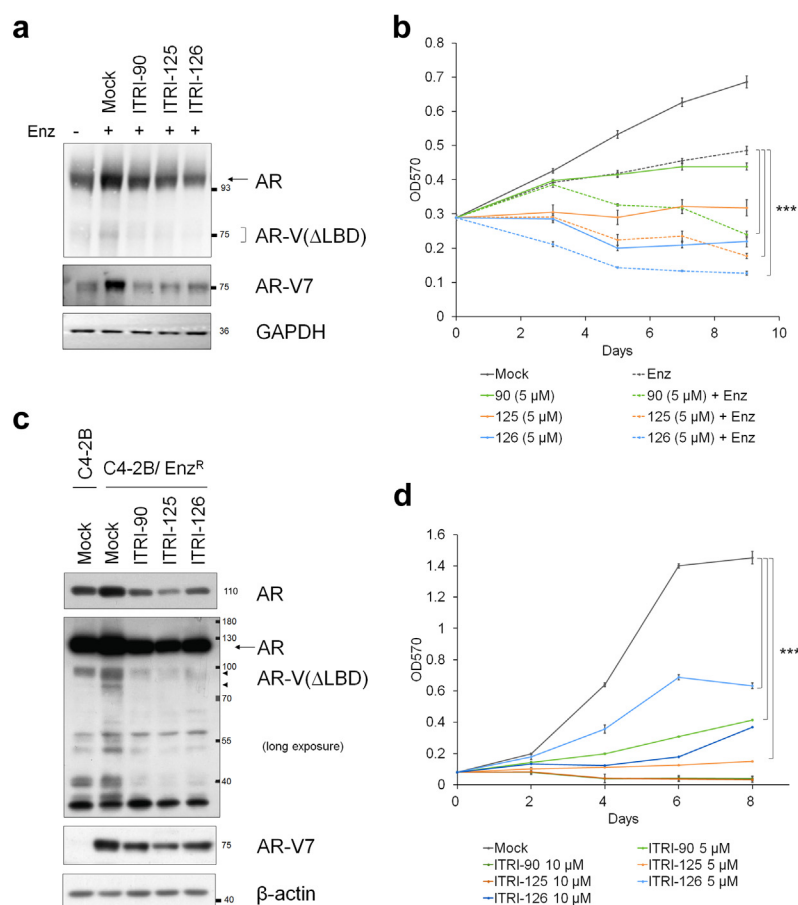 a
Mock
ITRI-90
ITRI-125
ITRI-126
Enz - + + + +
AR
93
75
AR-V(ΔLBD)
75
AR-V7
36
GAPDH
b
OD570
0.8
0.7
0.6
0.5
0.4
0.3
0.2
0.1
0
0 2 4 6 8 10
Days
***
Mock Enz
90 (5 µM) 90 (5 µM) + Enz
125 (5 µM) 125 (5 µM) + Enz
126 (5 µM) 126 (5 µM) + Enz
c
C4-2B
C4-2B/ EnzR
Mock
Mock
ITRI-90
ITRI-125
ITRI-126
110
AR
180
130
AR
100
AR-V(ΔLBD)
70
55
(long exposure)
40
75
AR-V7
40
β-actin
d
OD570
1.6
1.4
1.2
1
0.8
0.6
0.4
0.2
0
0 2 4 6 8
Days
***
Mock ITRI-90 5 µM
ITRI-90 10 µM ITRI-125 5 µM
ITRI-125 10 µM ITRI-126 5 µM
ITRI-126 10 µM